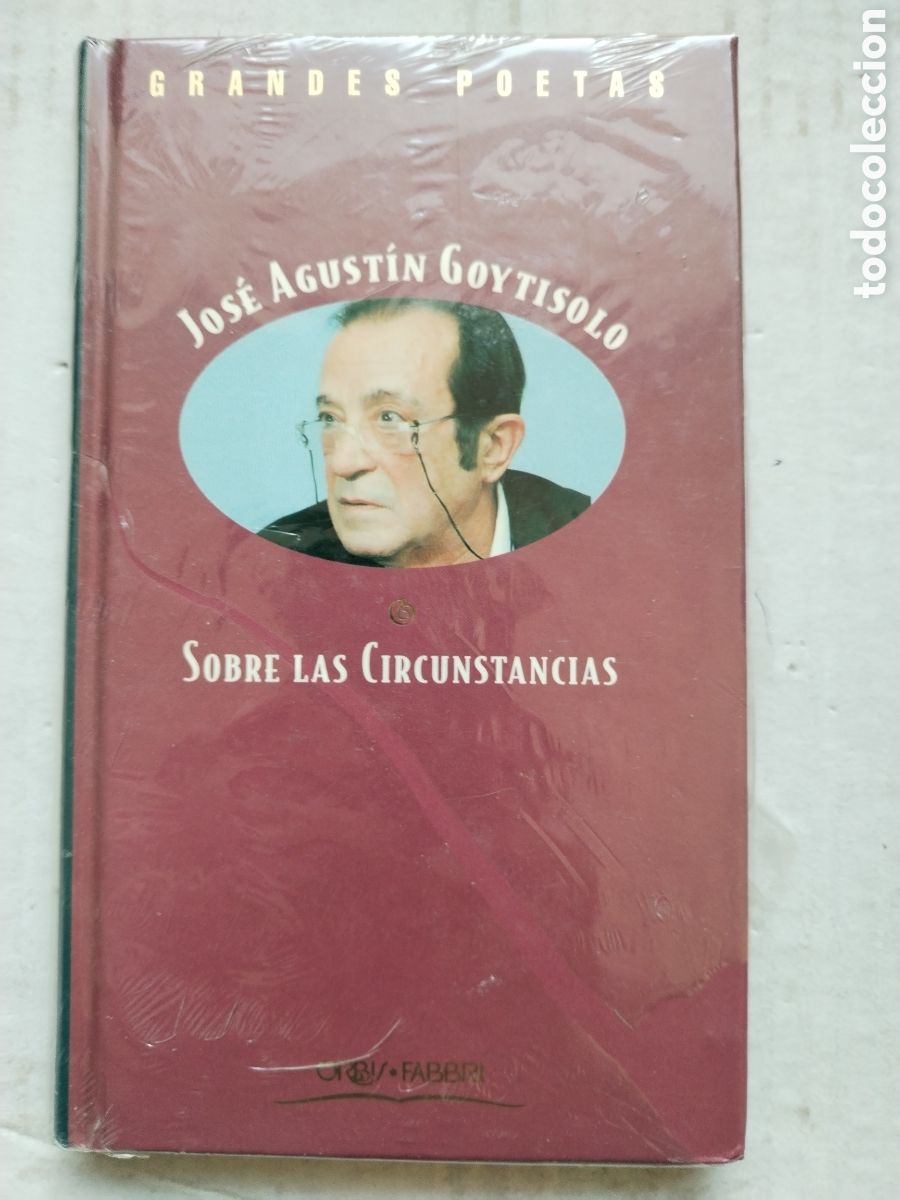 GRANDES POETAS
JOSÉ AGUSTÍN GOYTISOLO
SOBRE LAS CIRCUNSTANCIAS
ORBIS • FABBRI
todocoleccion